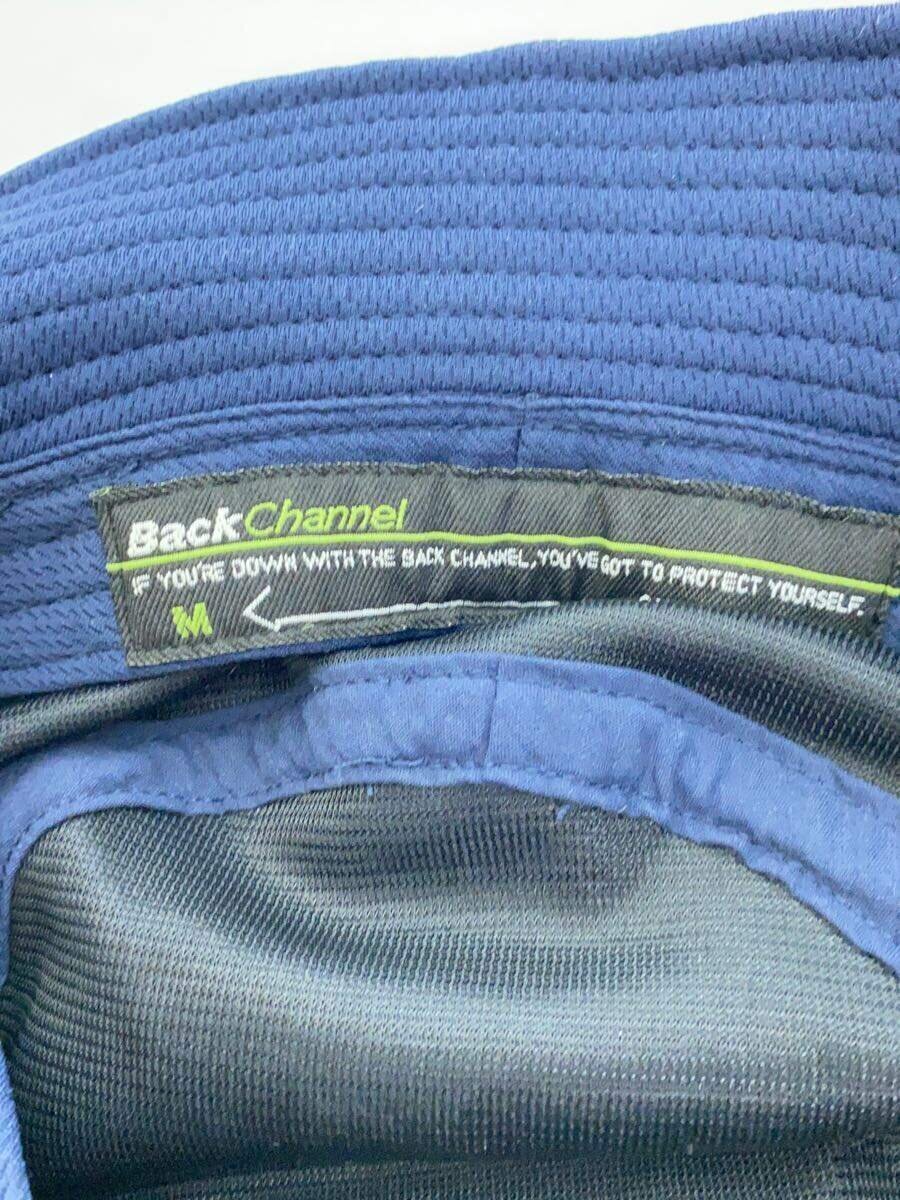 BackChannel
IF YOU'RE DOWN WITH THE BACK CHANNEL, YOU'VE GOT TO PROTECT YOURSELF.
M